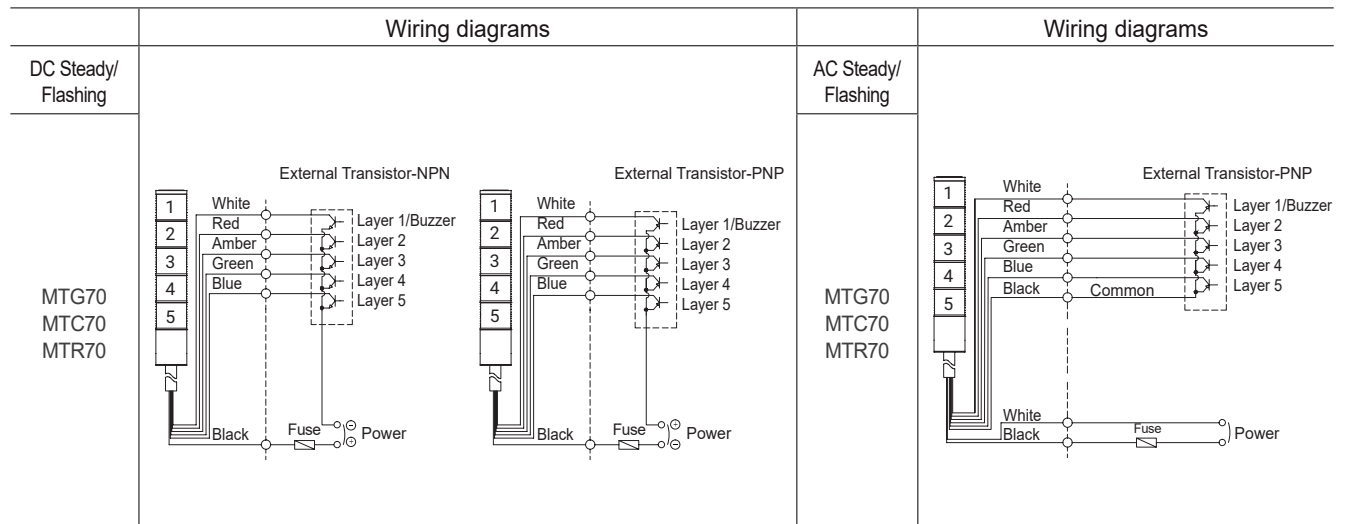 Wiring diagrams
Wiring diagrams
DC Steady/
Flashing
AC Steady/
Flashing
MTG70
MTC70
MTR70
External Transistor-NPN
1
2
3
4
5
White
Red
Amber
Green
Blue
Layer 1/Buzzer
Layer 2
Layer 3
Layer 4
Layer 5
Black
Fuse
⊖
⊕
Power
External Transistor-PNP
1
2
3
4
5
White
Red
Amber
Green
Blue
Layer 1/Buzzer
Layer 2
Layer 3
Layer 4
Layer 5
Black
Fuse
⊕
⊖
Power
MTG70
MTC70
MTR70
External Transistor-PNP
1
2
3
4
5
White
Red
Amber
Green
Blue
Black
Common
Layer 1/Buzzer
Layer 2
Layer 3
Layer 4
Layer 5
White
Black
Fuse
Power